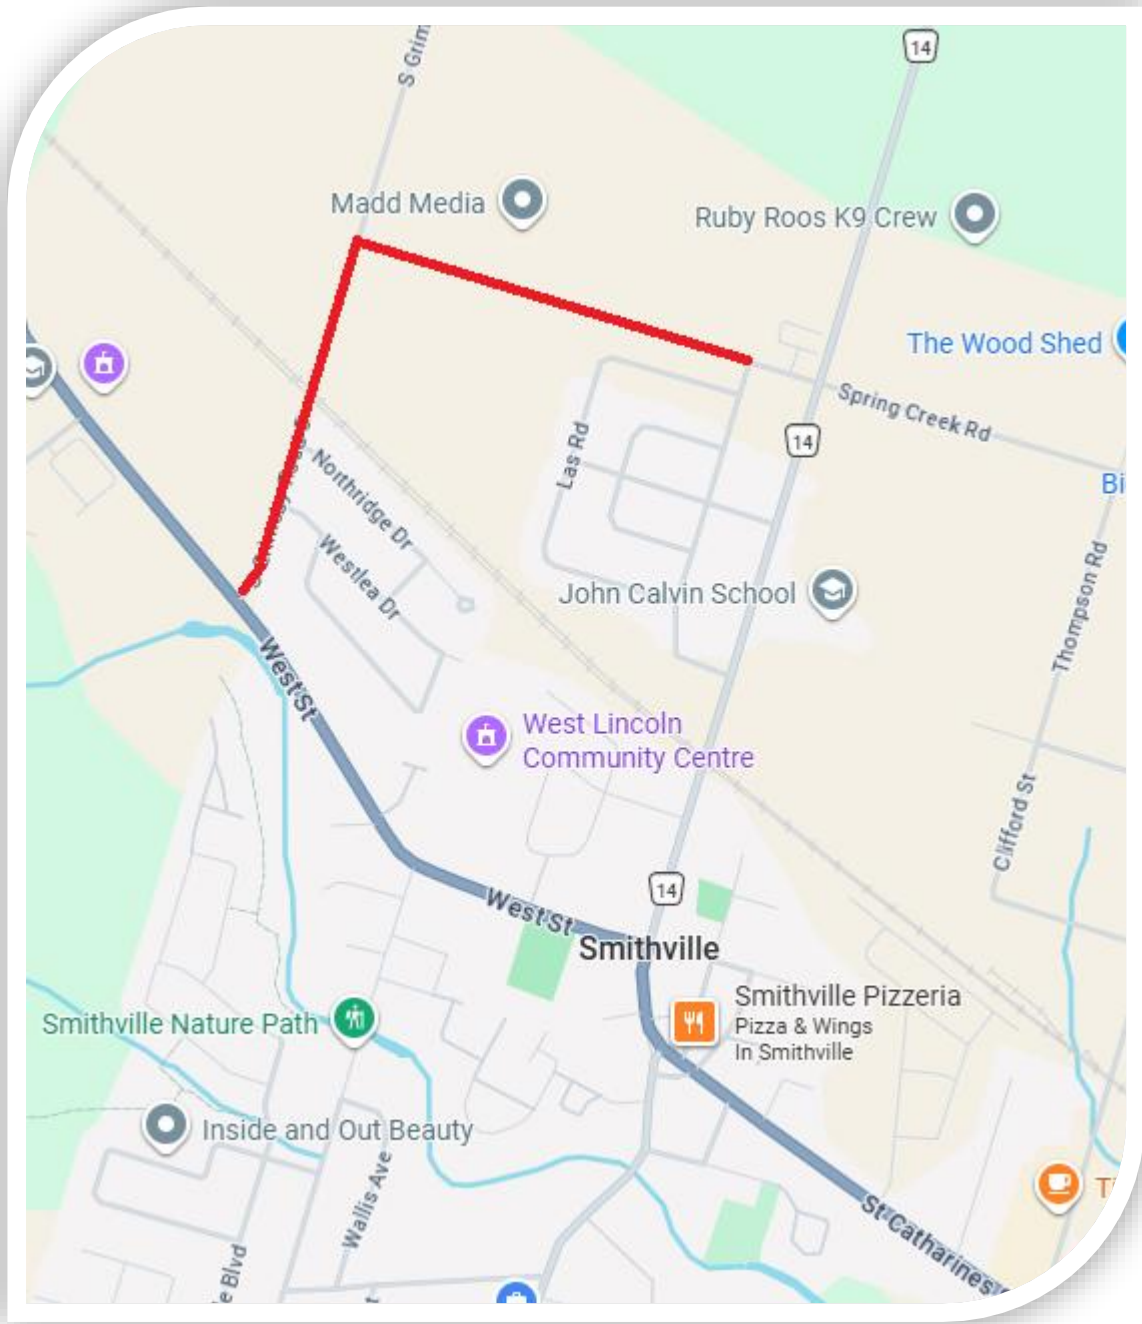 S Grim
14
Madd Media
Ruby Roos K9 Crew
The Wood Shed
Spring Creek Rd
14
Las Rd
Northridge Dr
Bi
Westlea Dr
John Calvin School
Thompson Rd
West St
West Lincoln
Community Centre
Clifford St
14
West St
Smithville
Smithville Pizzeria
Pizza & Wings
In Smithville
Smithville Nature Path
Inside and Out Beauty
Wallis Ave
Ti
St Catharines
e Blvd
t